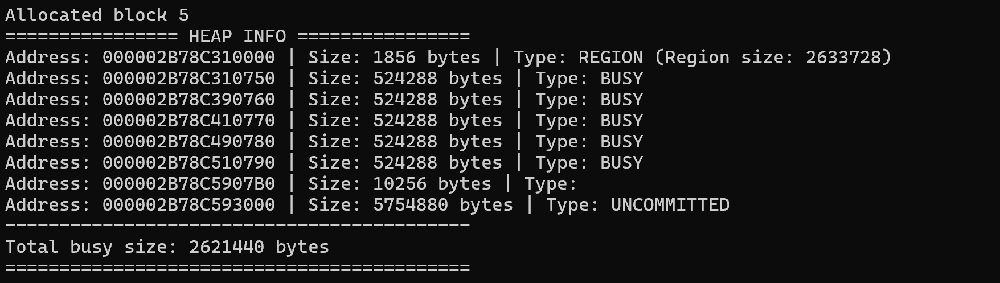 Allocated block 5
================ HEAP INFO ================
Address: 000002B78C310000 | Size: 1856 bytes | Type: REGION (Region size: 2633728)
Address: 000002B78C310750 | Size: 524288 bytes | Type: BUSY
Address: 000002B78C390760 | Size: 524288 bytes | Type: BUSY
Address: 000002B78C410770 | Size: 524288 bytes | Type: BUSY
Address: 000002B78C490780 | Size: 524288 bytes | Type: BUSY
Address: 000002B78C510790 | Size: 524288 bytes | Type: BUSY
Address: 000002B78C5907B0 | Size: 10256 bytes | Type:
Address: 000002B78C593000 | Size: 5754880 bytes | Type: UNCOMMITTED
-------------------------------------------
Total busy size: 2621440 bytes
===========================================